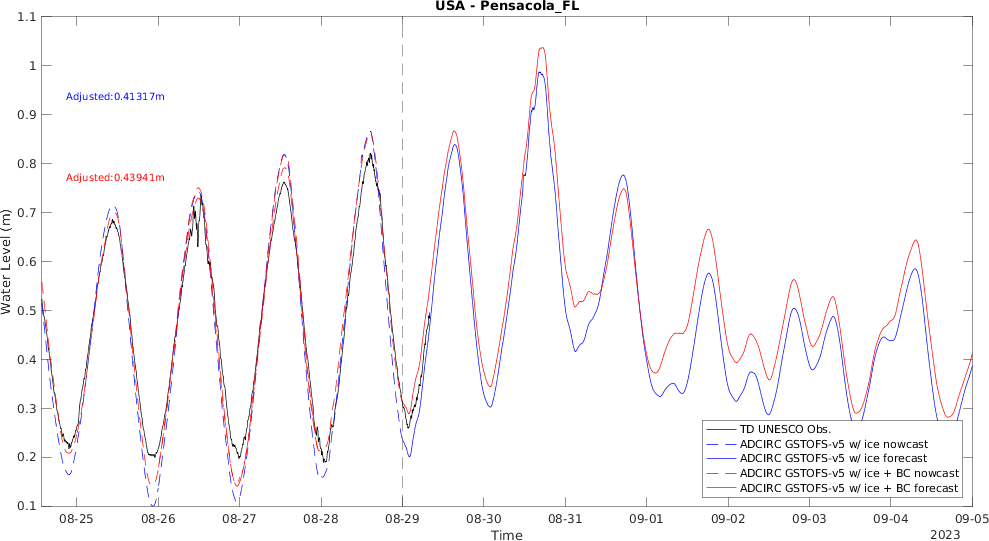 USA - Pensacola_FL
1.1
1
0.9
0.8
0.7
0.6
0.5
0.4
0.3
0.2
0.1
Water Level (m)
Adjusted:0.41317m
Adjusted:0.43941m
TD UNESCO Obs.
ADCIRC GSTOFS-v5 w/ ice nowcast
ADCIRC GSTOFS-v5 w/ ice forecast
ADCIRC GSTOFS-v5 w/ ice + BC nowcast
ADCIRC GSTOFS-v5 w/ ice + BC forecast
08-25 08-26 08-27 08-28 08-29 08-30 08-31 09-01 09-02 09-03 09-04 09-05
Time
2023